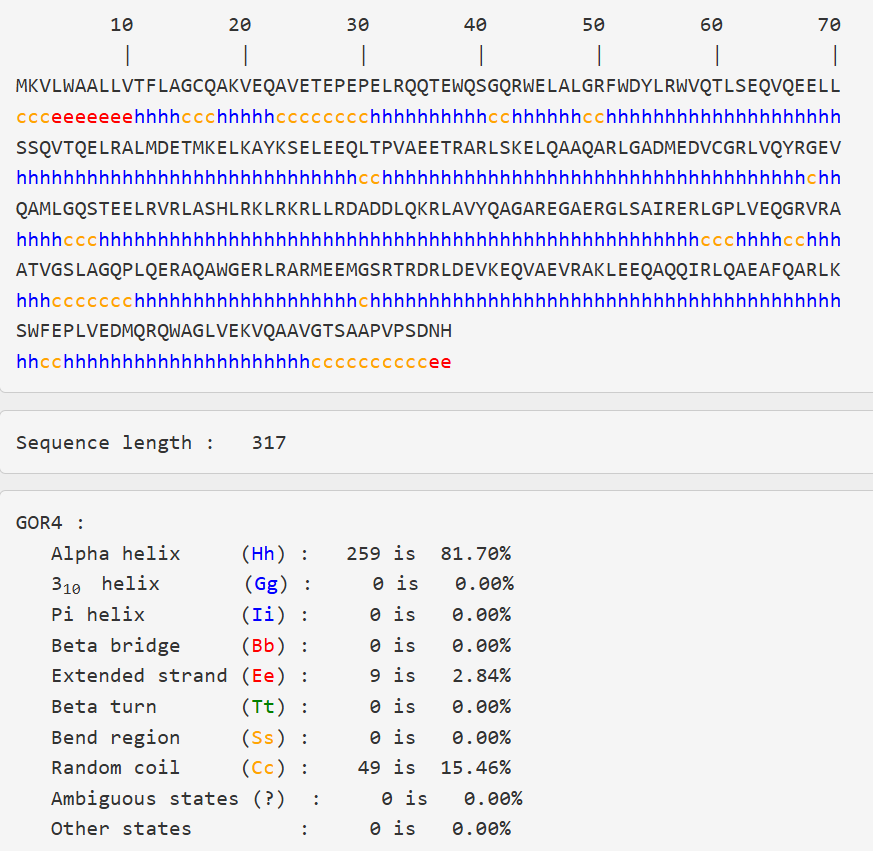 10 20 30 40 50 60 70
| | | | | | |
MKVLWAALLVTFLAGCQAKVEQAVETEPEPELRQQTEWQSGQRWELALGRFWDYLRWVQTLSEQVQEELL
ccceeeeeeehhhhccchhhhhcccccccchhhhhhhhhhcchhhhhhcchhhhhhhhhhhhhhhhhhhh
SSQVTQELRALMDETMKELKAYKSELEEQLTPVAEETRARLSKELQAAQARLGADMEDVCGRLVQYRGEV
hhhhhhhhhhhhhhhhhhhhhhhhhhhhhcchhhhhhhhhhhhhhhhhhhhhhhhhhhhhhhhhhhhchh
QAMLGQSTEELRVRLASHLRKLRKRLLRDADDLQKRLAVYQAGAREGAERGLSAIRERLGPLVEQGRVRA
hhhhccchhhhhhhhhhhhhhhhhhhhhhhhhhhhhhhhhhhhhhhhhhhhhhhhhhhccchhhhcchhh
ATVGSLAGQPLQERAQAWGERLRARMEEMGSRTRDRLDEVKEQVAEVRAKLEEQAQQIRLQAEAFQARLK
hhhccccccchhhhhhhhhhhhhhhhhhhchhhhhhhhhhhhhhhhhhhhhhhhhhhhhhhhhhhhhhhh
SWFEPLVEDMQRQWAGLVEKVQAAVGTSAAPVPSDNH
hhcchhhhhhhhhhhhhhhhhhhhhccccccccccee
Sequence length : 317
GOR4 :
Alpha helix (Hh) : 259 is 81.70%
3₁₀ helix (Gg) : 0 is 0.00%
Pi helix (Ii) : 0 is 0.00%
Beta bridge (Bb) : 0 is 0.00%
Extended strand (Ee) : 9 is 2.84%
Beta turn (Tt) : 0 is 0.00%
Bend region (Ss) : 0 is 0.00%
Random coil (Cc) : 49 is 15.46%
Ambiguous states (?) : 0 is 0.00%
Other states : 0 is 0.00%